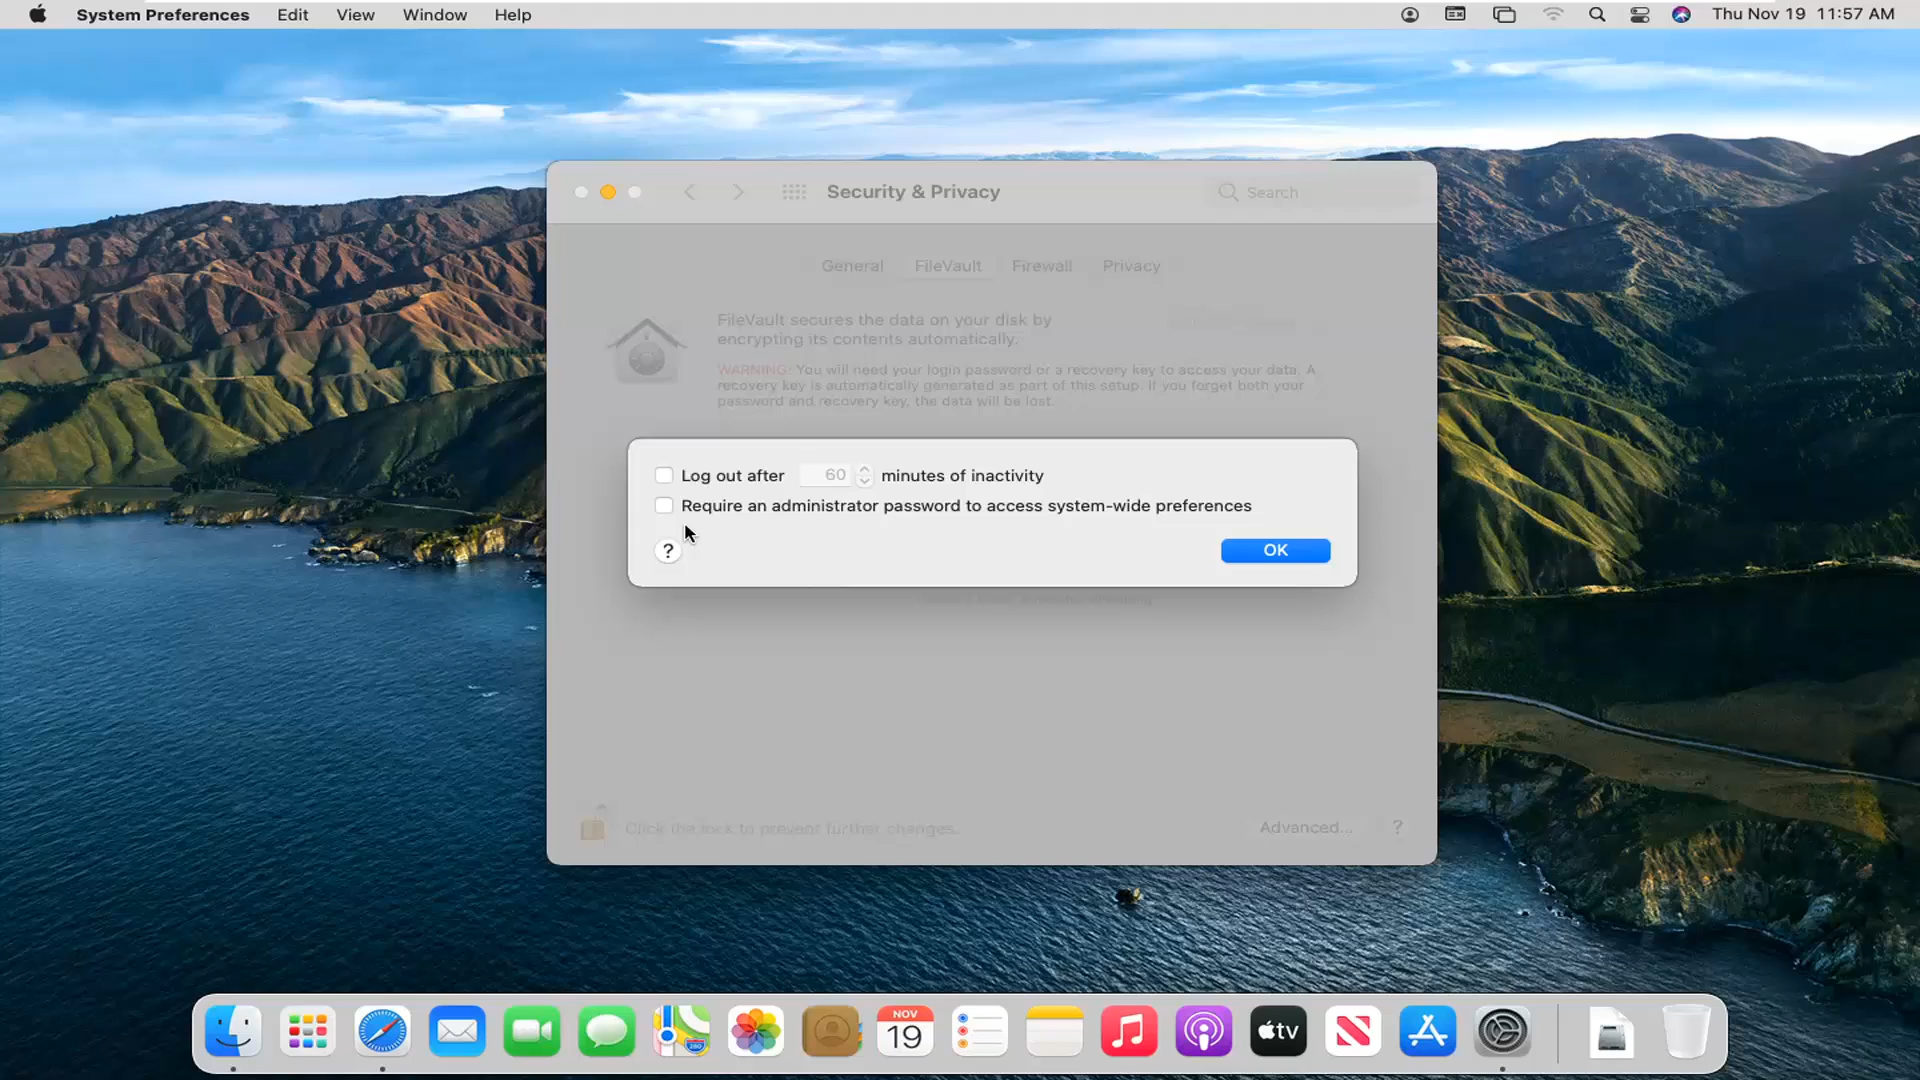 System Preferences Edit View Window Help Thu Nov 19 11:57 AM
Security & Privacy Search
General FileVault Firewall Privacy
FileVault secures the data on your disk by
encrypting its contents automatically.
WARNING: You will need your login password or a recovery key to access your data. A
recovery key is automatically generated as part of this setup. If you forget both your
password and recovery key, the data will be lost.
Log out after 60 minutes of inactivity
Require an administrator password to access system-wide preferences
? OK
Click the lock to prevent further changes. Advanced... ?
NOV
19
280
tv